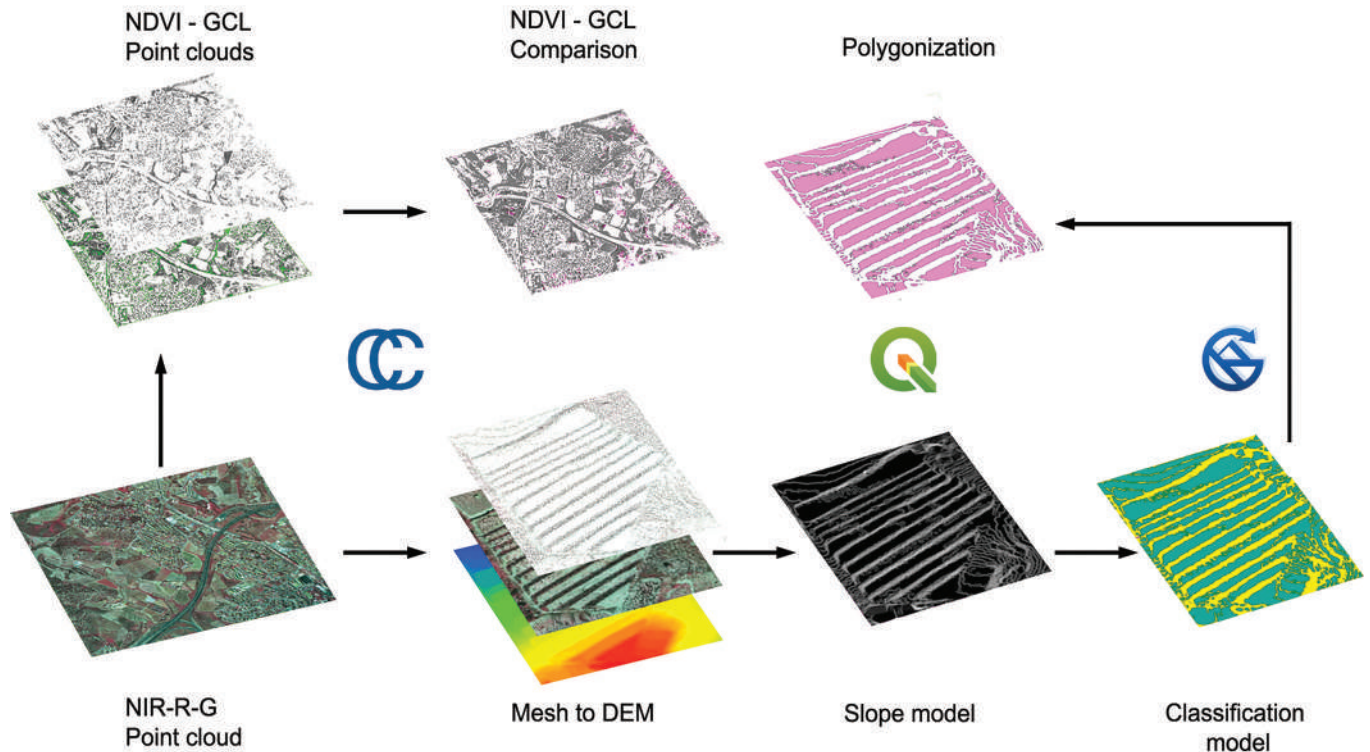 NDVI - GCL
Point clouds
NDVI - GCL
Comparison
Polygonization
NIR-R-G
Point cloud
Mesh to DEM
Slope model
Classification
model